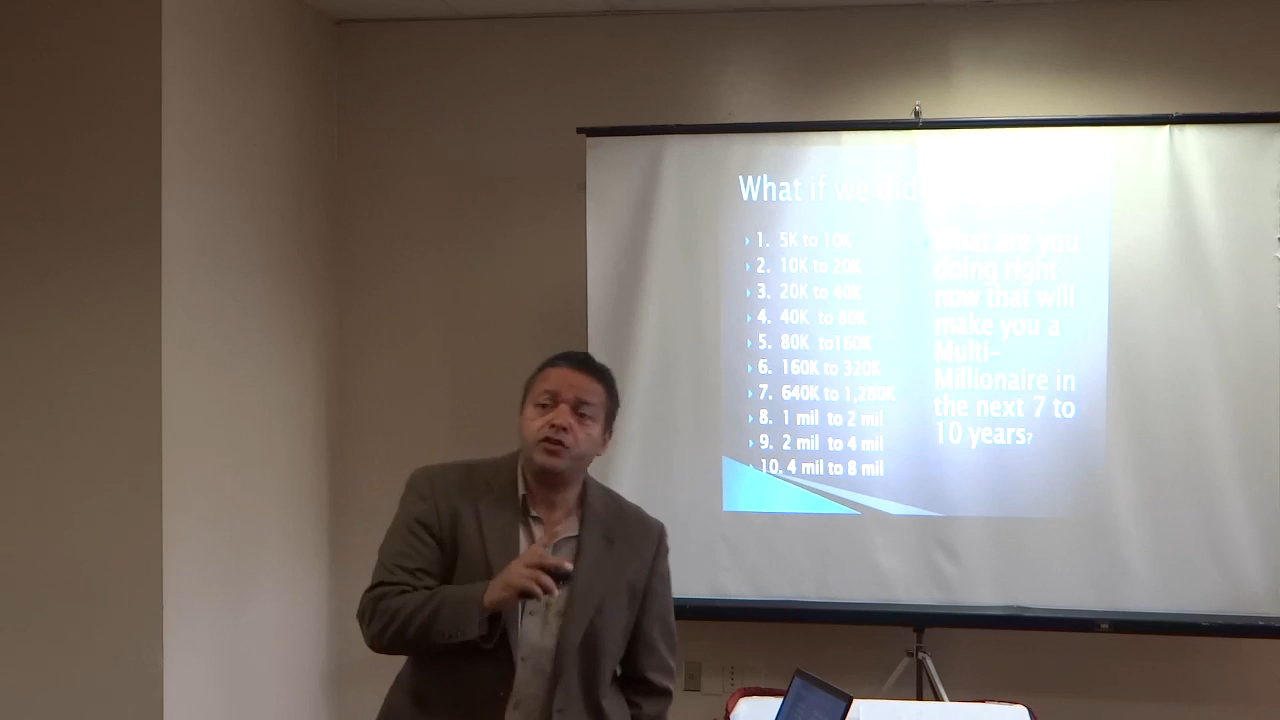 What if we did
1. 5K to 10K
2. 10K to 20K
3. 20K to 40K
4. 40K to 80K
5. 80K to160K
6. 160K to 320K
7. 640K to 1,280K
8. 1 mil to 2 mil
9. 2 mil to 4 mil
10. 4 mil to 8 mil
What are you
doing right
now that will
make you a
Multi-
Millionaire in
the next 7 to
10 years?